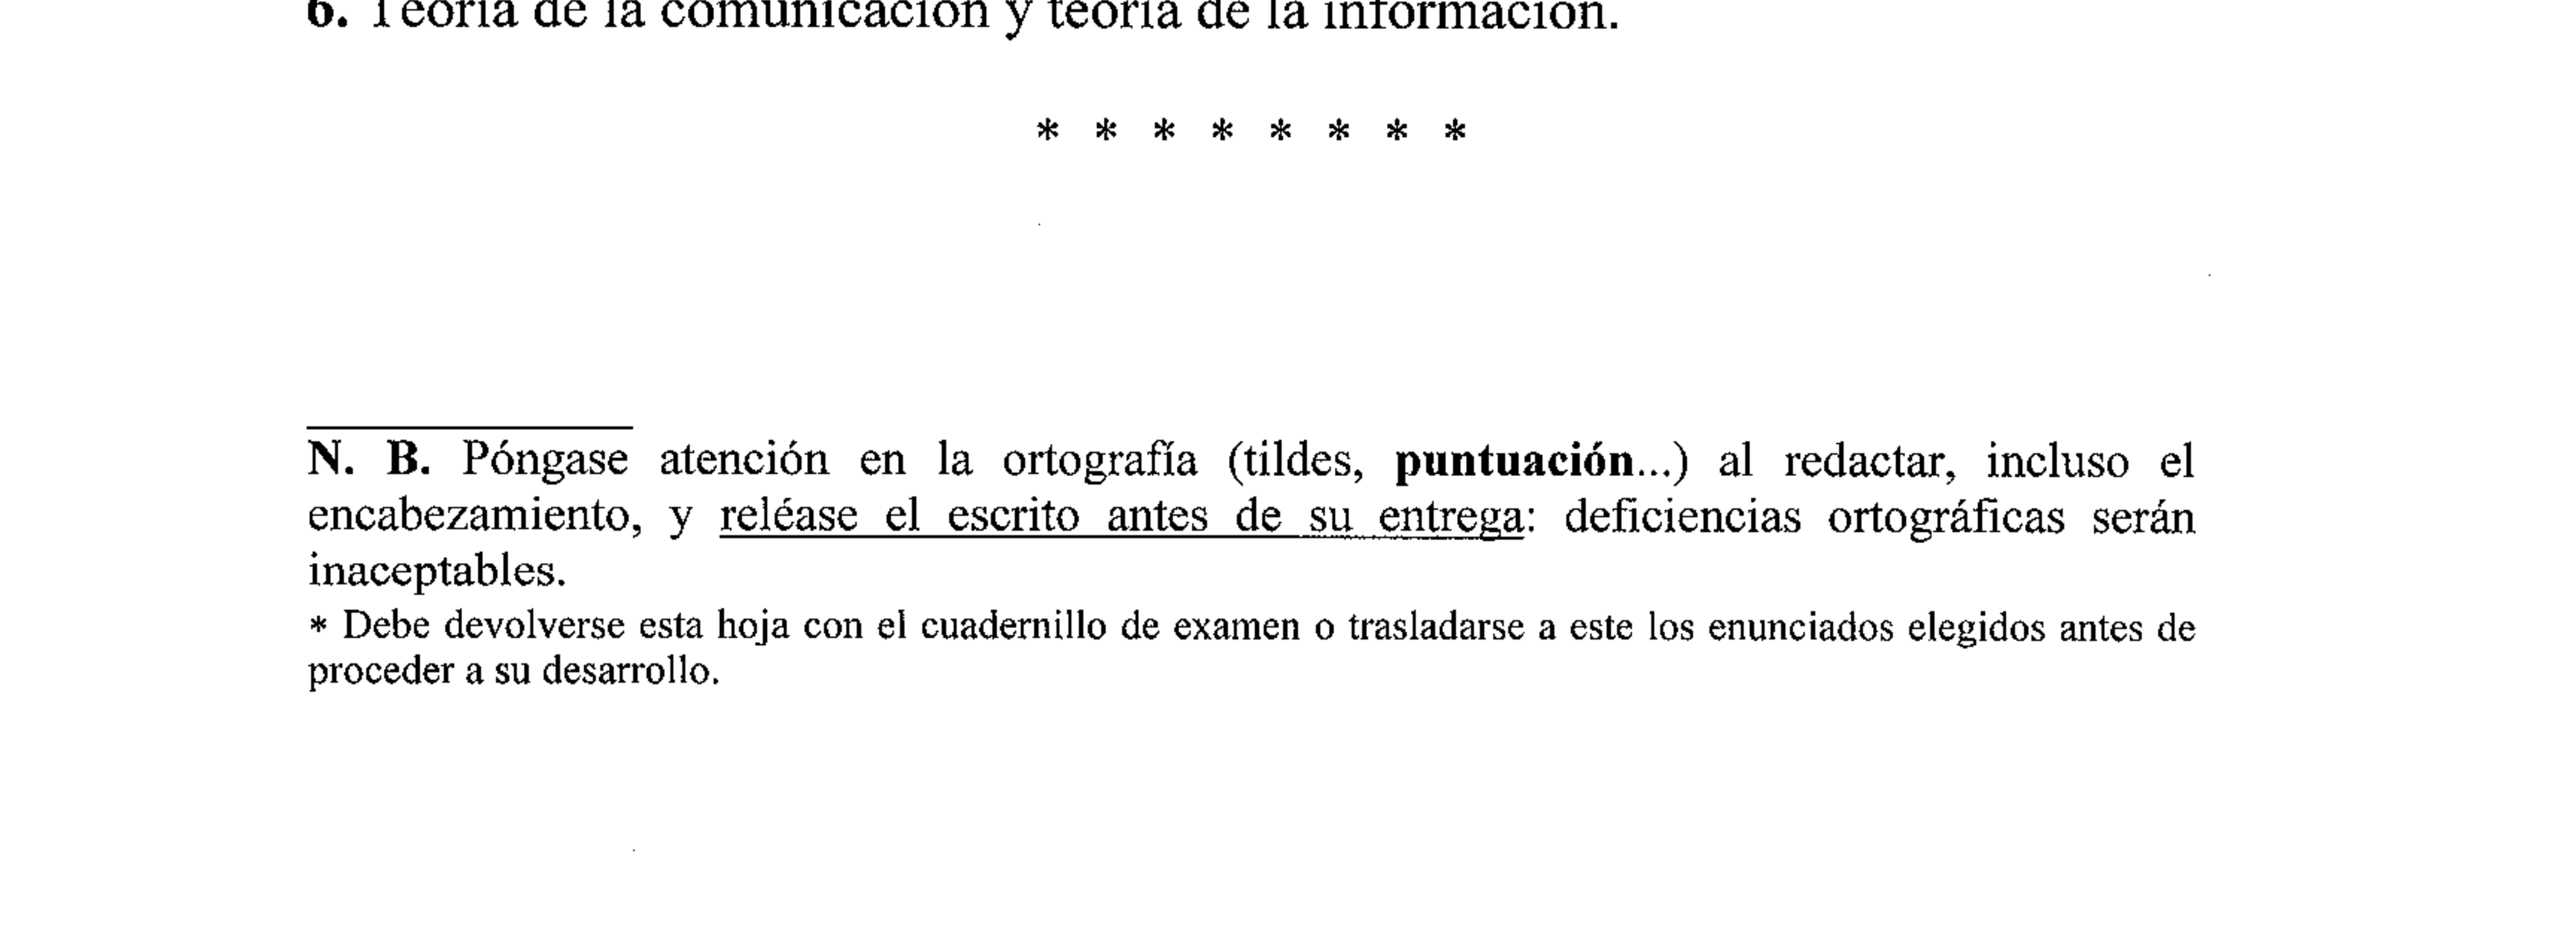 6. Teoría de la comunicación y teoría de la información.
* * * * * * * *
N. B. Póngase atención en la ortografía (tildes, puntuación...) al redactar, incluso el
encabezamiento, y reléase el escrito antes de su entrega: deficiencias ortográficas serán
inaceptables.
* Debe devolverse esta hoja con el cuadernillo de examen o trasladarse a este los enunciados elegidos antes de
proceder a su desarrollo.